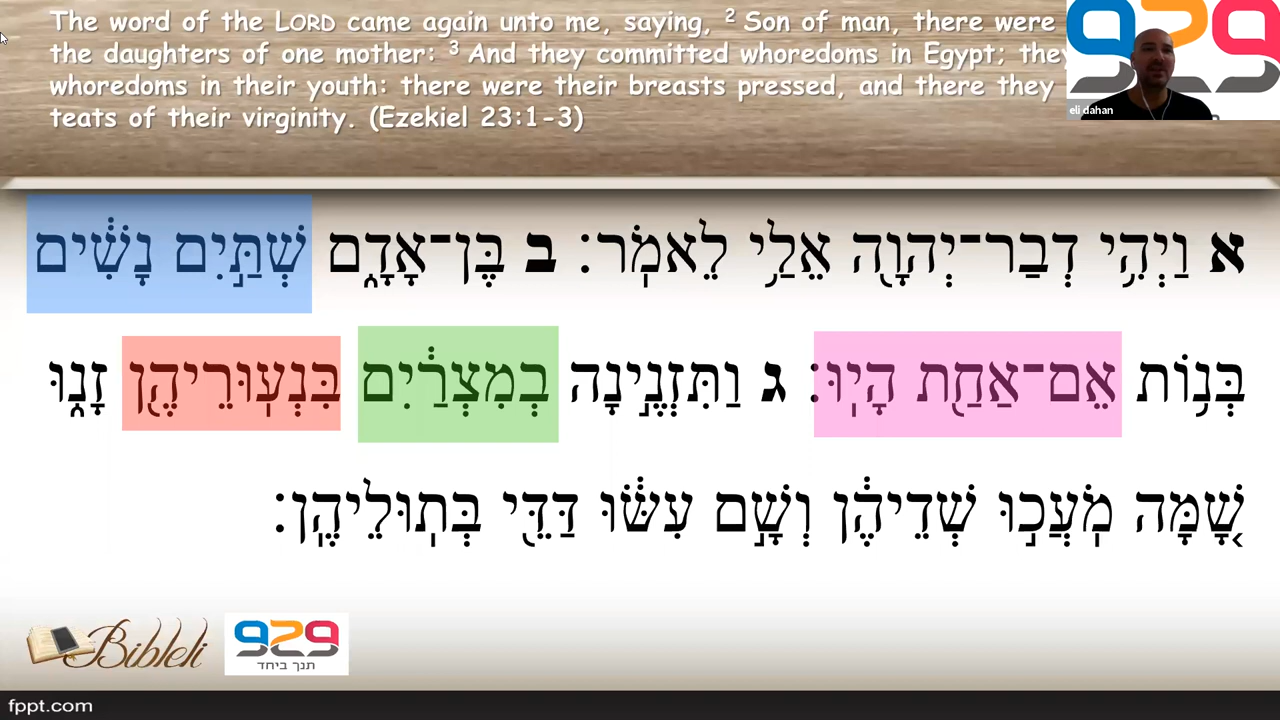 The word of the LORD came again unto me, saying, 2 Son of man, there were
the daughters of one mother: 3 And they committed whoredoms in Egypt; they
whoredoms in their youth: there were their breasts pressed, and there they
teats of their virginity. (Ezekiel 23:1-3)
929
eli dahan
א וַיְהִ֥י דְבַר־יְהוָ֖ה אֵלַ֥י לֵאמֹֽר׃ ב בֶּן־אָדָ֑ם שְׁתַּ֣יִם נָשִׁ֔ים
בְּנ֥וֹת אֵם־אַחַ֖ת הָיֽוּ׃ ג וַתִּזְנֶ֣ינָה בְמִצְרַ֔יִם בִּנְעֽוּרֵיהֶ֖ן זָנ֑וּ
שָׁ֚מָּה מֹעֲכ֣וּ שְׁדֵיהֶ֔ן וְשָׁ֣ם עִשּׂ֔וּ דַּדֵּ֖י בְּתוּלֵיהֶֽן׃
Bibleli
929
תנך ביחד
fppt.com